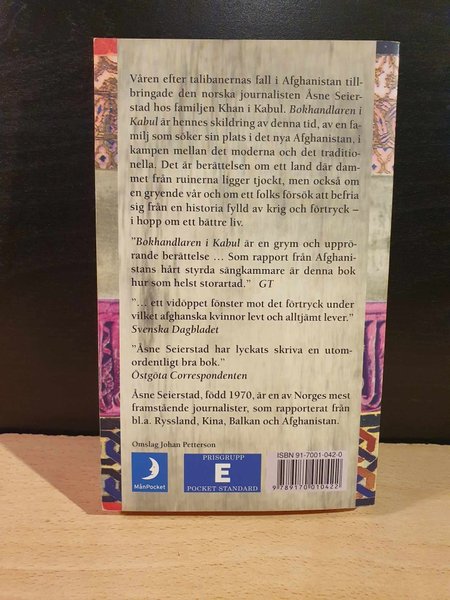 Våren efter talibanernas fall i Afghanistan till-
bringade den norska journalisten Åsne Seier-
stad hos familjen Khan i Kabul. Bokhandlaren i
Kabul är hennes skildring av denna tid, av en fa-
milj som söker sin plats i det nya Afghanistan, i
kampen mellan det moderna och det traditio-
nella. Det är berättelsen om ett land där dam-
met från ruinerna ligger tjockt, men också om
en gryende vår och om ett folks försök att befria
sig från en historia fylld av krig och förtryck –
i hopp om ett bättre liv.
"Bokhandlaren i Kabul är en grym och upprö-
rande berättelse ... Som rapport från Afghani-
stans hårt styrda sängkammare är denna bok
hur som helst storartad." GT
"... ett vidöppet fönster mot det förtryck under
vilket afghanska kvinnor levt och alltjämt lever."
Svenska Dagbladet
"Åsne Seierstad har lyckats skriva en utom-
ordentligt bra bok."
Östgöta Correspondenten
Åsne Seierstad, född 1970, är en av Norges mest
framstående journalister, som rapporterat från
bl.a. Ryssland, Kina, Balkan och Afghanistan.
Omslag Johan Petterson
ISBN 91-7001-042-0
MånPocket
PRISGRUPP
E
POCKET STANDARD
9 789170 010422